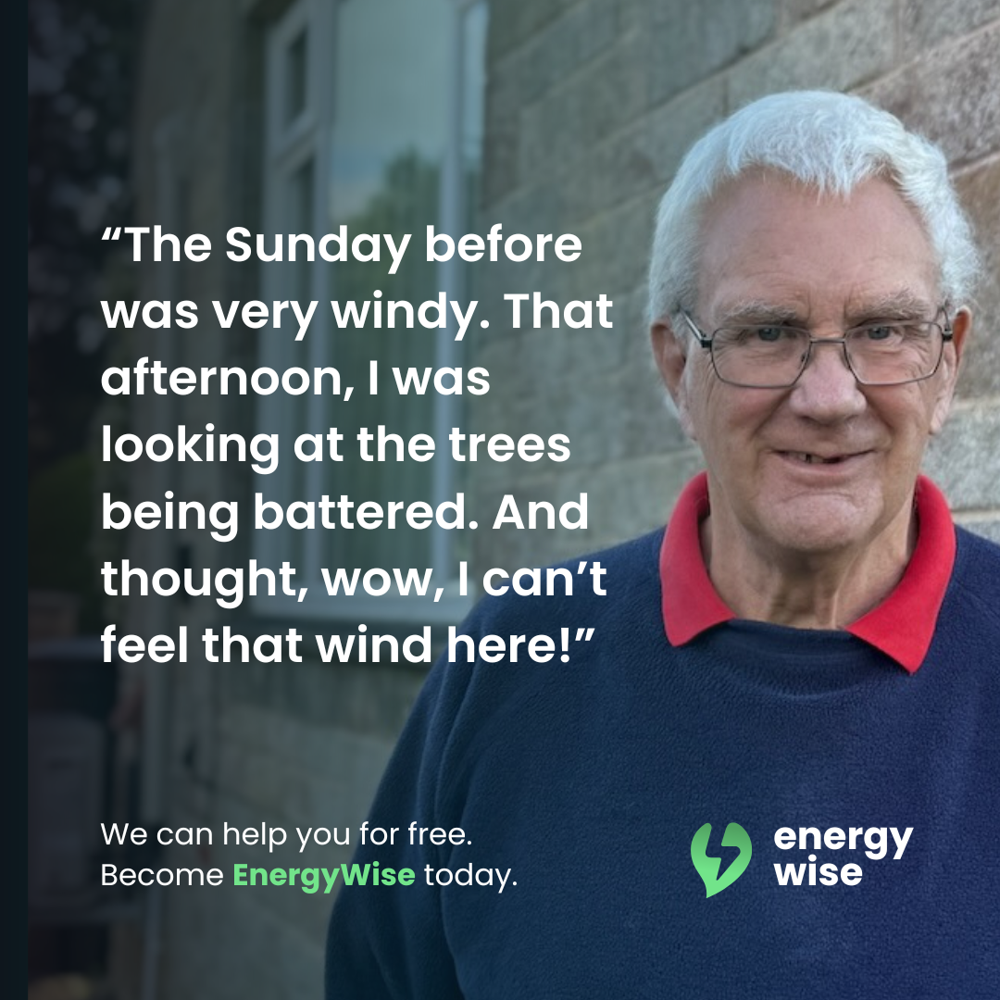 “The Sunday before
was very windy. That
afternoon, I was
looking at the trees
being battered. And
thought, wow, I can’t
feel that wind here!”
We can help you for free.
Become EnergyWise today.
energy
wise